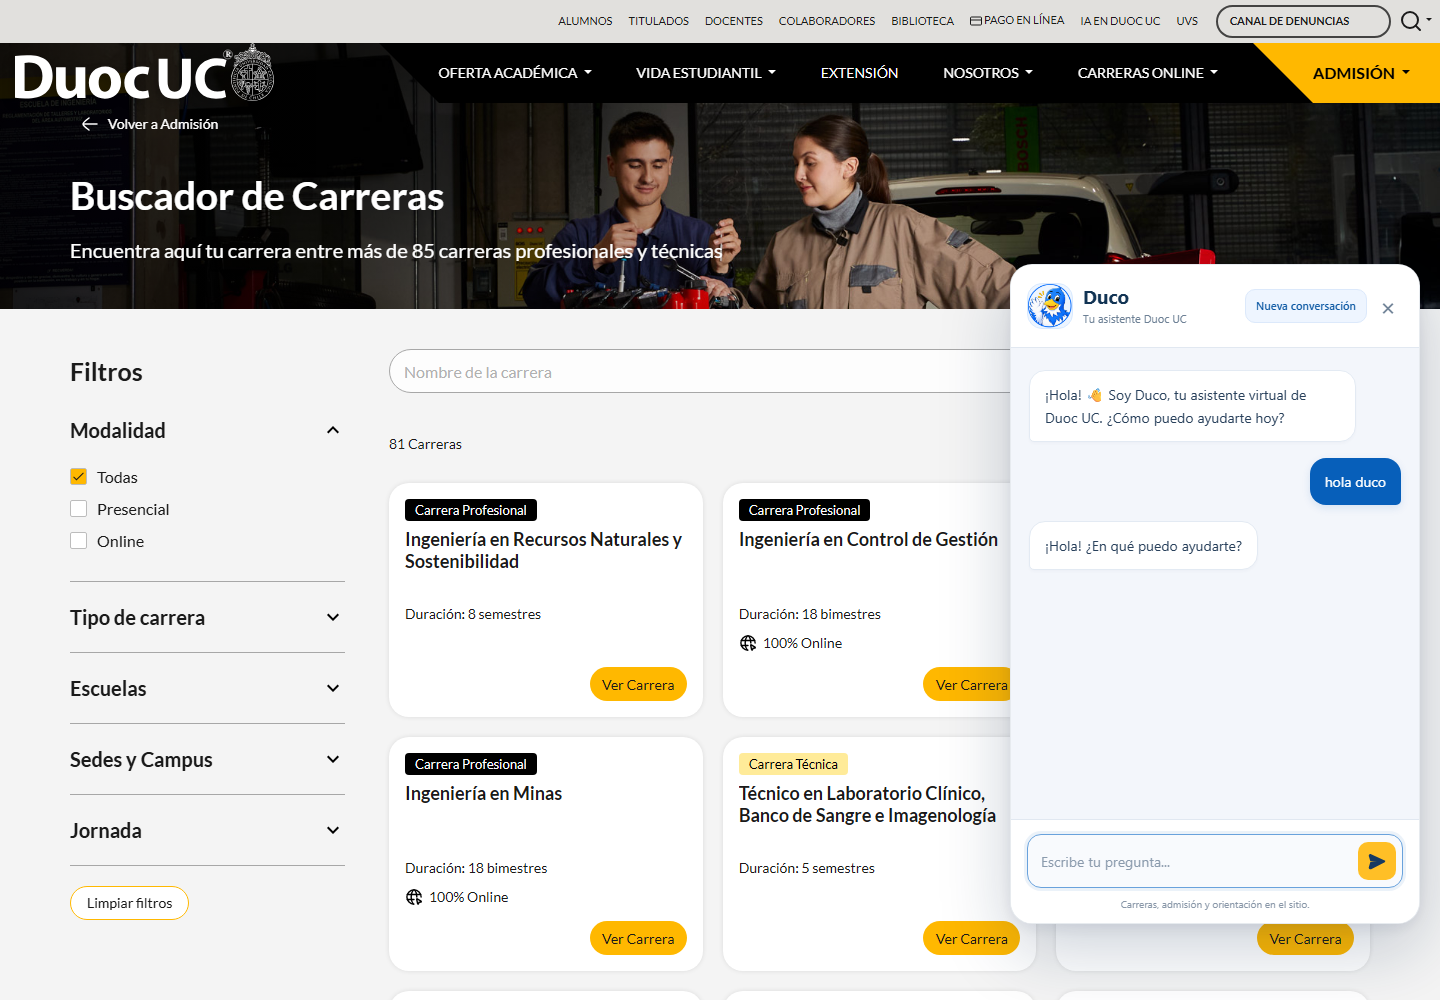 ALUMNOS TITULADOS DOCENTES COLABORADORES BIBLIOTECA PAGO EN LÍNEA IA EN DUOC UC UVS CANAL DE DENUNCIAS
Duoc UC ®
OFERTA ACADÉMICA VIDA ESTUDIANTIL EXTENSIÓN NOSOTROS CARRERAS ONLINE ADMISIÓN
Volver a Admisión
Buscador de Carreras
Encuentra aquí tu carrera entre más de 85 carreras profesionales y técnicas
Filtros
Modalidad
Todas
Presencial
Online
Tipo de carrera
Escuelas
Sedes y Campus
Jornada
Limpiar filtros
Nombre de la carrera
81 Carreras
Carrera Profesional
Ingeniería en Recursos Naturales y
Sostenibilidad
Duración: 8 semestres
Ver Carrera
Carrera Profesional
Ingeniería en Control de Gestión
Duración: 18 bimestres
100% Online
Ver Carrera
Carrera Profesional
Ingeniería en Minas
Duración: 18 bimestres
100% Online
Ver Carrera
Carrera Técnica
Técnico en Laboratorio Clínico,
Banco de Sangre e Imagenología
Duración: 5 semestres
Ver Carrera
Ver Carrera
Duco
Tu asistente Duoc UC
Nueva conversación
¡Hola! 👋 Soy Duco, tu asistente virtual de
Duoc UC. ¿Cómo puedo ayudarte hoy?
hola duco
¡Hola! ¿En qué puedo ayudarte?
Escribe tu pregunta...
Carreras, admisión y orientación en el sitio.